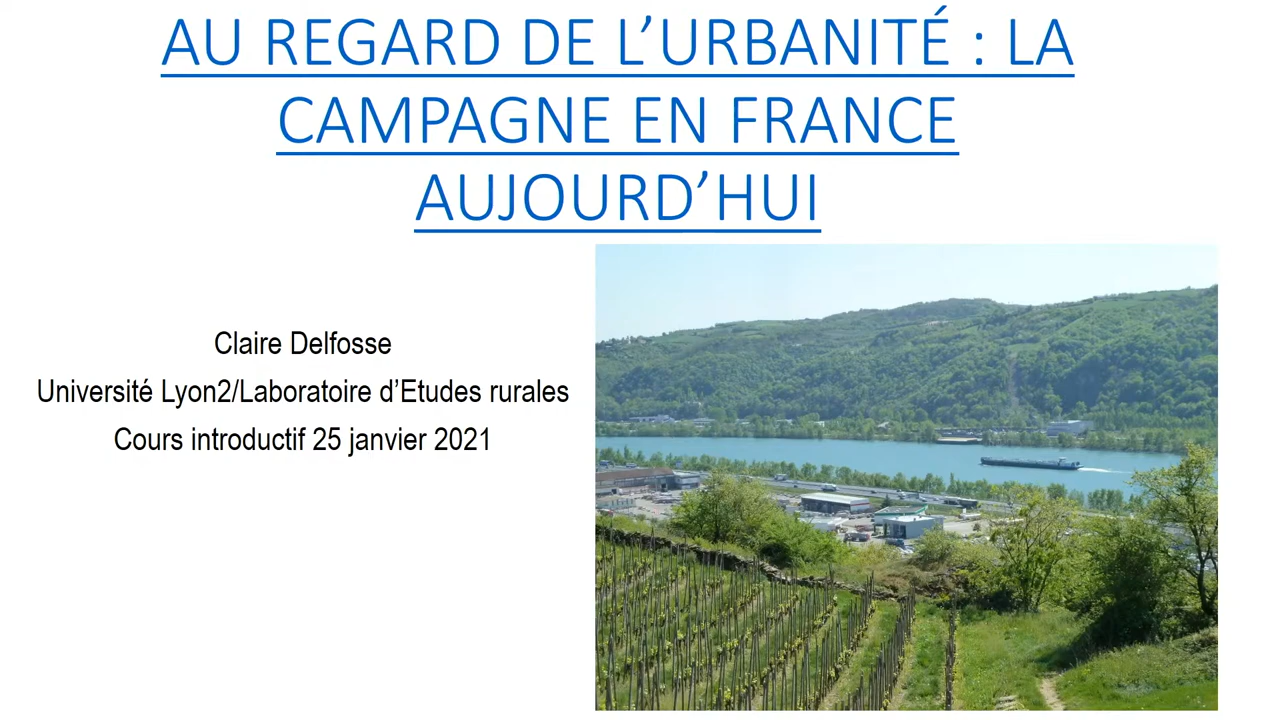 AU REGARD DE L’URBANITÉ : LA
CAMPAGNE EN FRANCE
AUJOURD’HUI
Claire Delfosse
Université Lyon2/Laboratoire d’Etudes rurales
Cours introductif 25 janvier 2021